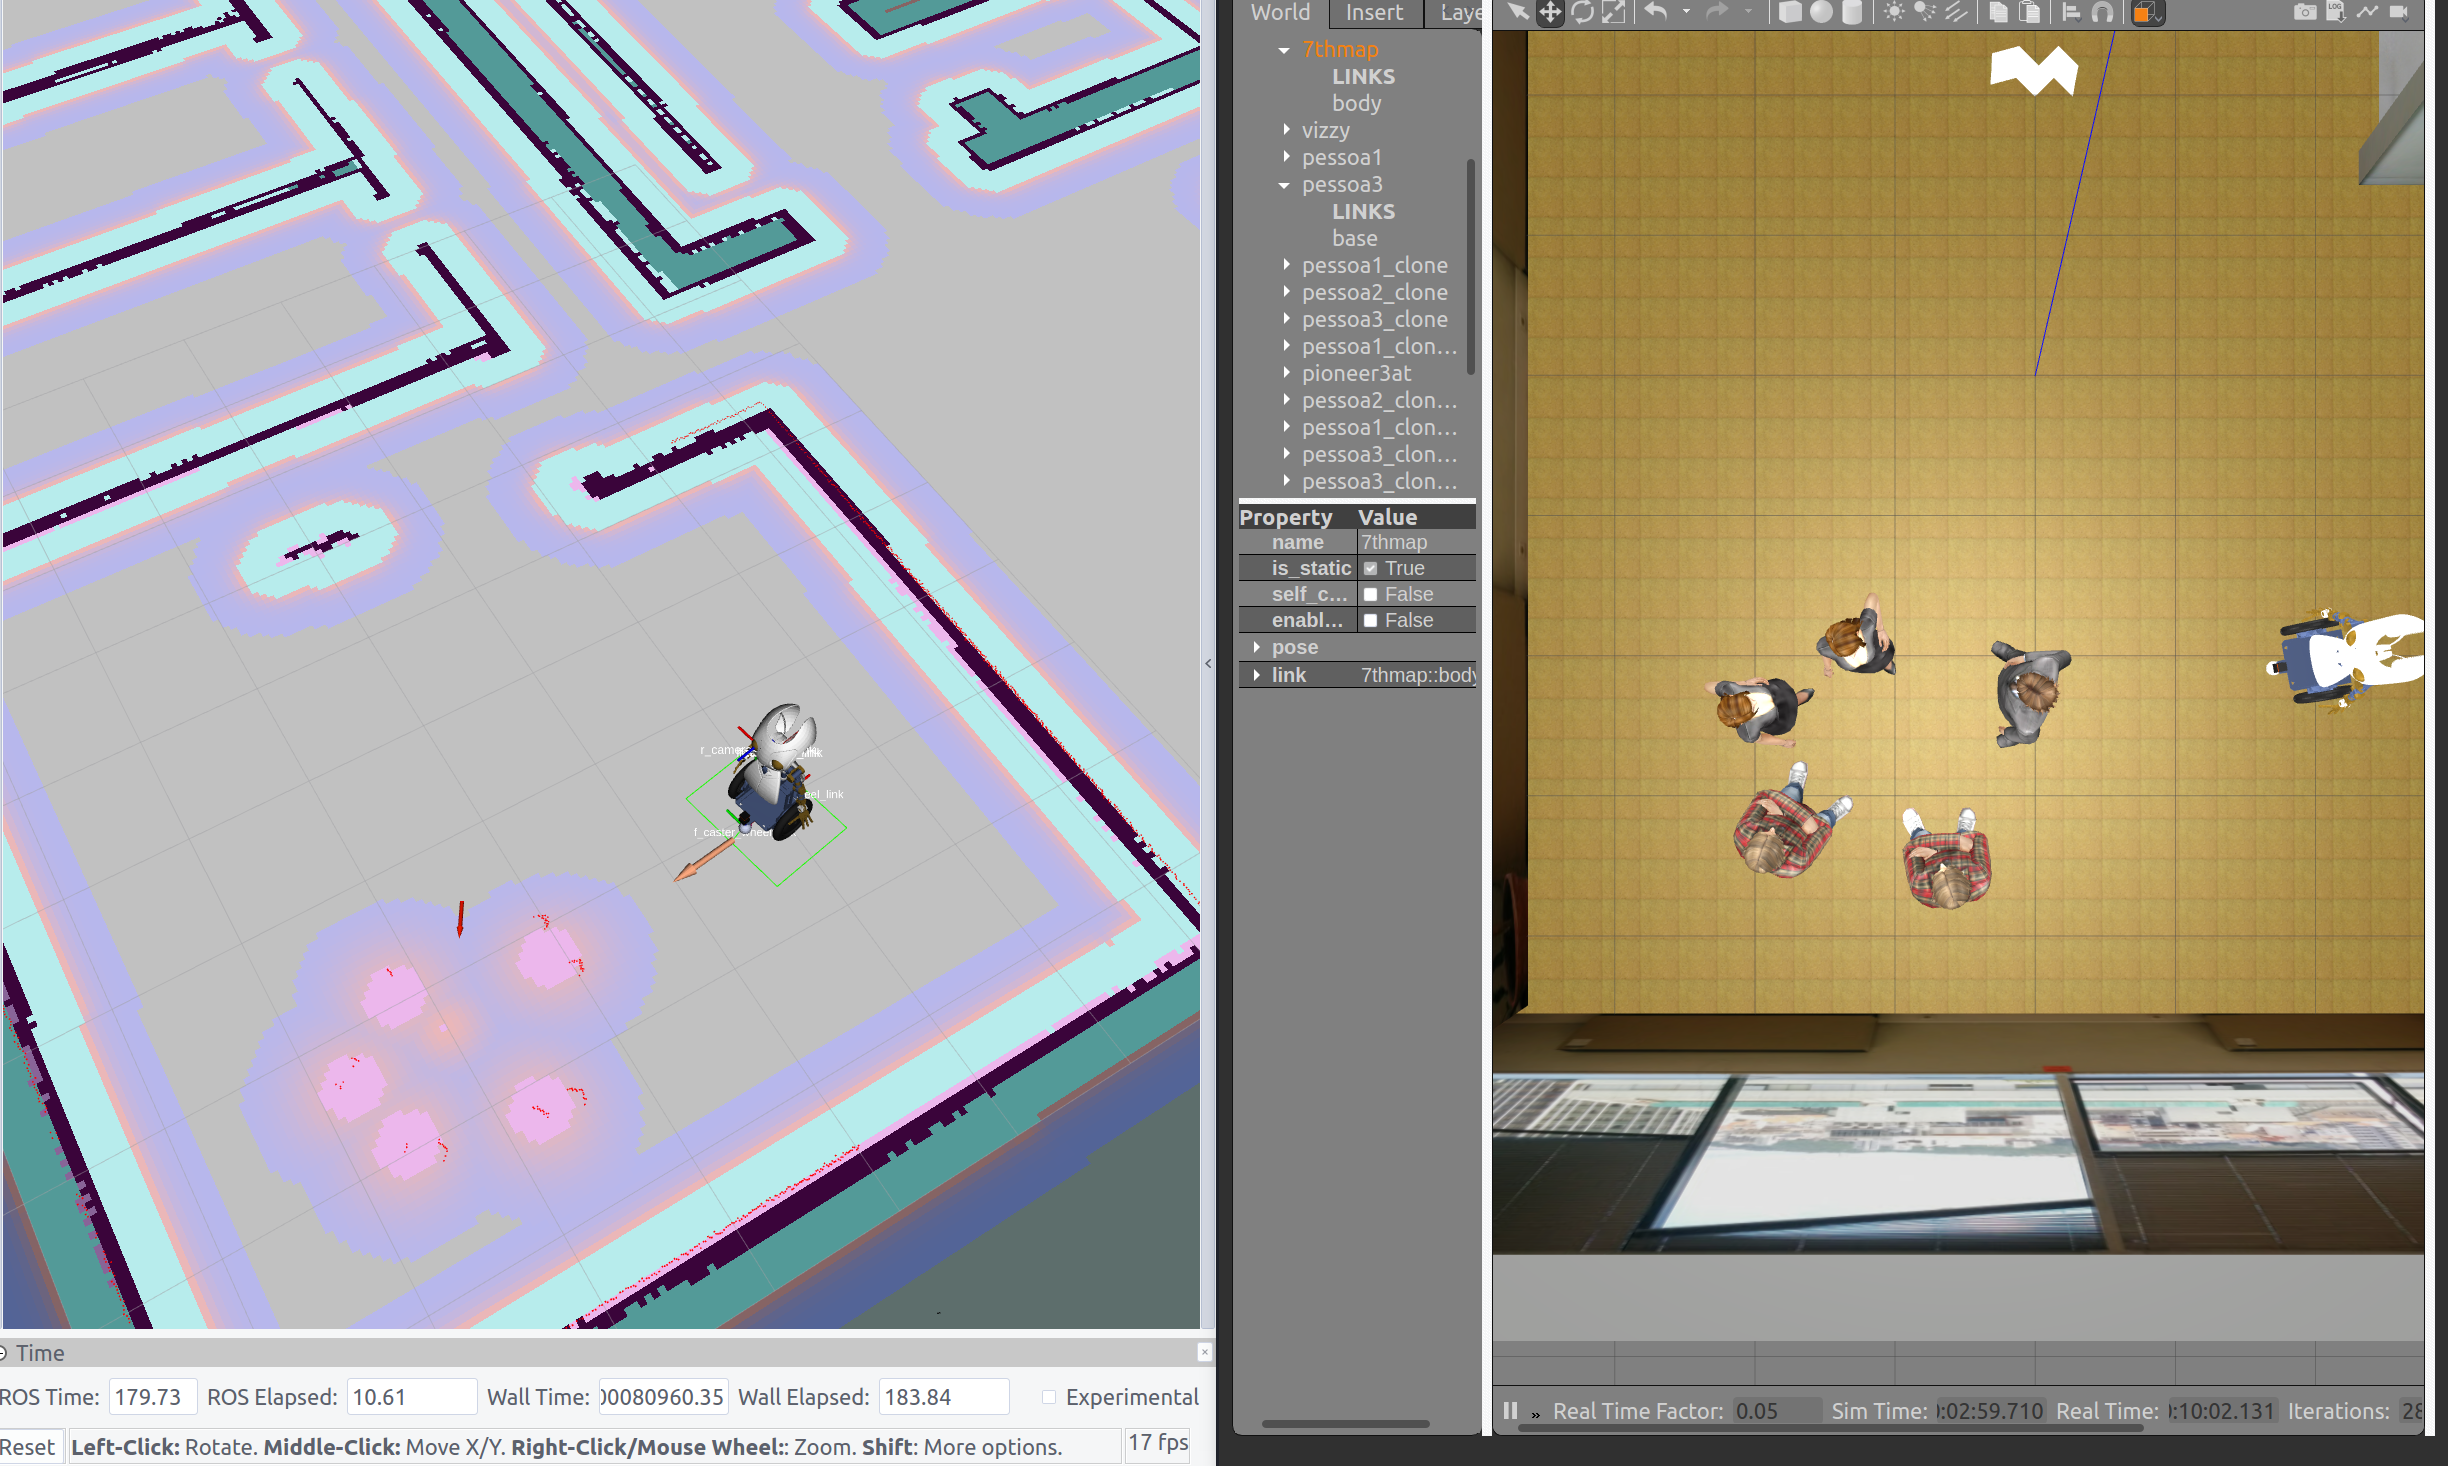 r_camera
link
eel_link
f_caster_wheel
Time
ROS Time: 179.73 ROS Elapsed: 10.61 Wall Time: 00080960.35 Wall Elapsed: 183.84 Experimental
Reset Left-Click: Rotate. Middle-Click: Move X/Y. Right-Click/Mouse Wheel:: Zoom. Shift: More options. 17 fps
World Insert Laye
7thmap
LINKS
body
vizzy
pessoa1
pessoa3
LINKS
base
pessoa1_clone
pessoa2_clone
pessoa3_clone
pessoa1_clon...
pioneer3at
pessoa2_clon...
pessoa1_clon...
pessoa3_clon...
pessoa3_clon...
Property Value
name 7thmap
is_static True
self_c... False
enabl... False
pose
link 7thmap::body
LOG
Real Time Factor: 0.05 Sim Time: 0:02:59.710 Real Time: 0:10:02.131 Iterations: 28